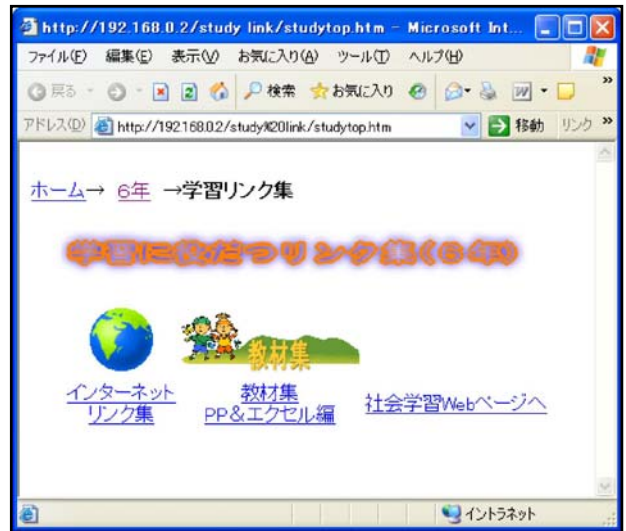 http://192.168.0.2/study link/studytop.htm - Microsoft Int...
ファイル(F) 編集(E) 表示(V) お気に入り(A) ツール(T) ヘルプ(H)
戻る 検索 お気に入り
アドレス(D) http://192.168.0.2/study%20link/studytop.htm 移動 リンク
ホーム→ 6年 →学習リンク集
学習に役だつリンク集(6年)
教材集
インターネット
リンク集
教材集
PP&エクセル編
社会学習Webページへ
イントラネット